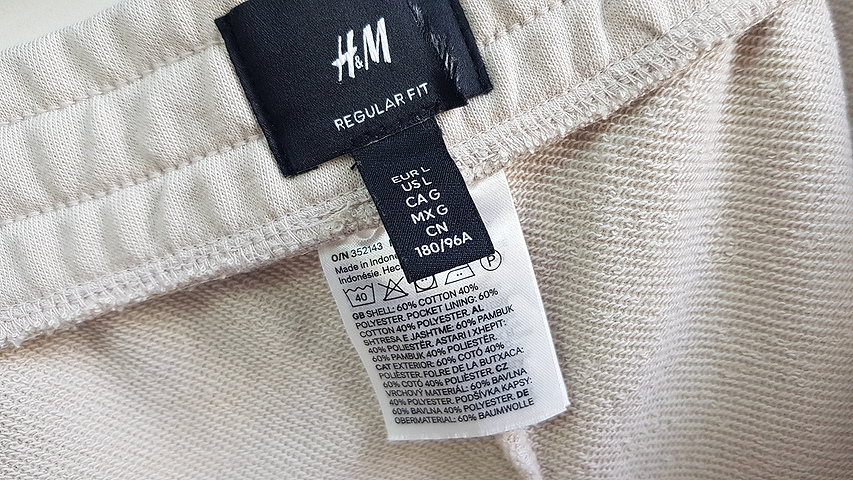 H&M
REGULAR FIT
EUR L
US L
CA G
MX G
CN
180/96A
O/N 352143
Made in
Indonésie.
40
P
GB SHELL: 60% COTTON 40%
POLYESTER. POCKET LINING: 60%
COTTON 40% POLYESTER. AL
SHTRESA E JASHTME: 60% PAMBUK
40% POLIESTËR. ASTARI I XHEPIT:
60% PAMBUK 40% POLIESTËR.
CAT EXTERIOR: 60% COTÓ 40%
POLIÈSTER. FOLRE DE LA BUTXACA:
60% COTÓ 40% POLIÈSTER. CZ
VRCHOVÝ MATERIÁL: 60% BAVLNA
40% POLYESTER. PODŠÍVKA KAPSY:
60% BAVLNA 40% POLYESTER. DE
OBERMATERIAL: 60% BAUMWOLLE